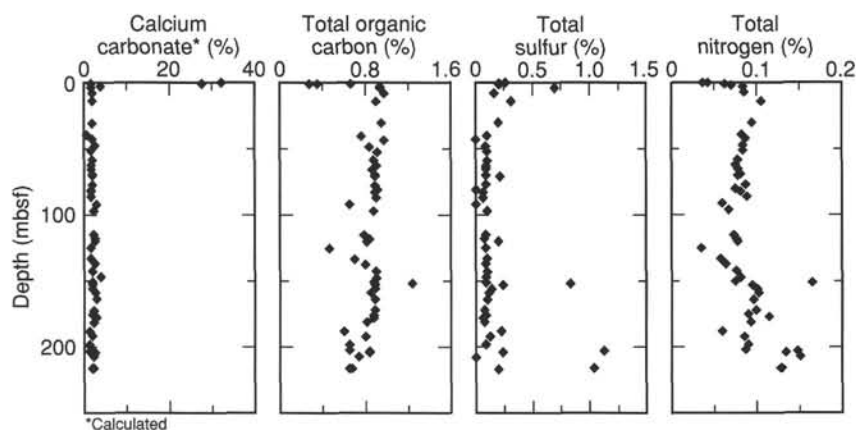 Calcium
carbonate* (%)
Total organic
carbon (%)
Total
sulfur (%)
Total
nitrogen (%)
0 20 40
0 0.8 1.6
0 0.5 1.0 1.5
0 0.1 0.2
0
100
200
Depth (mbsf)
*Calculated